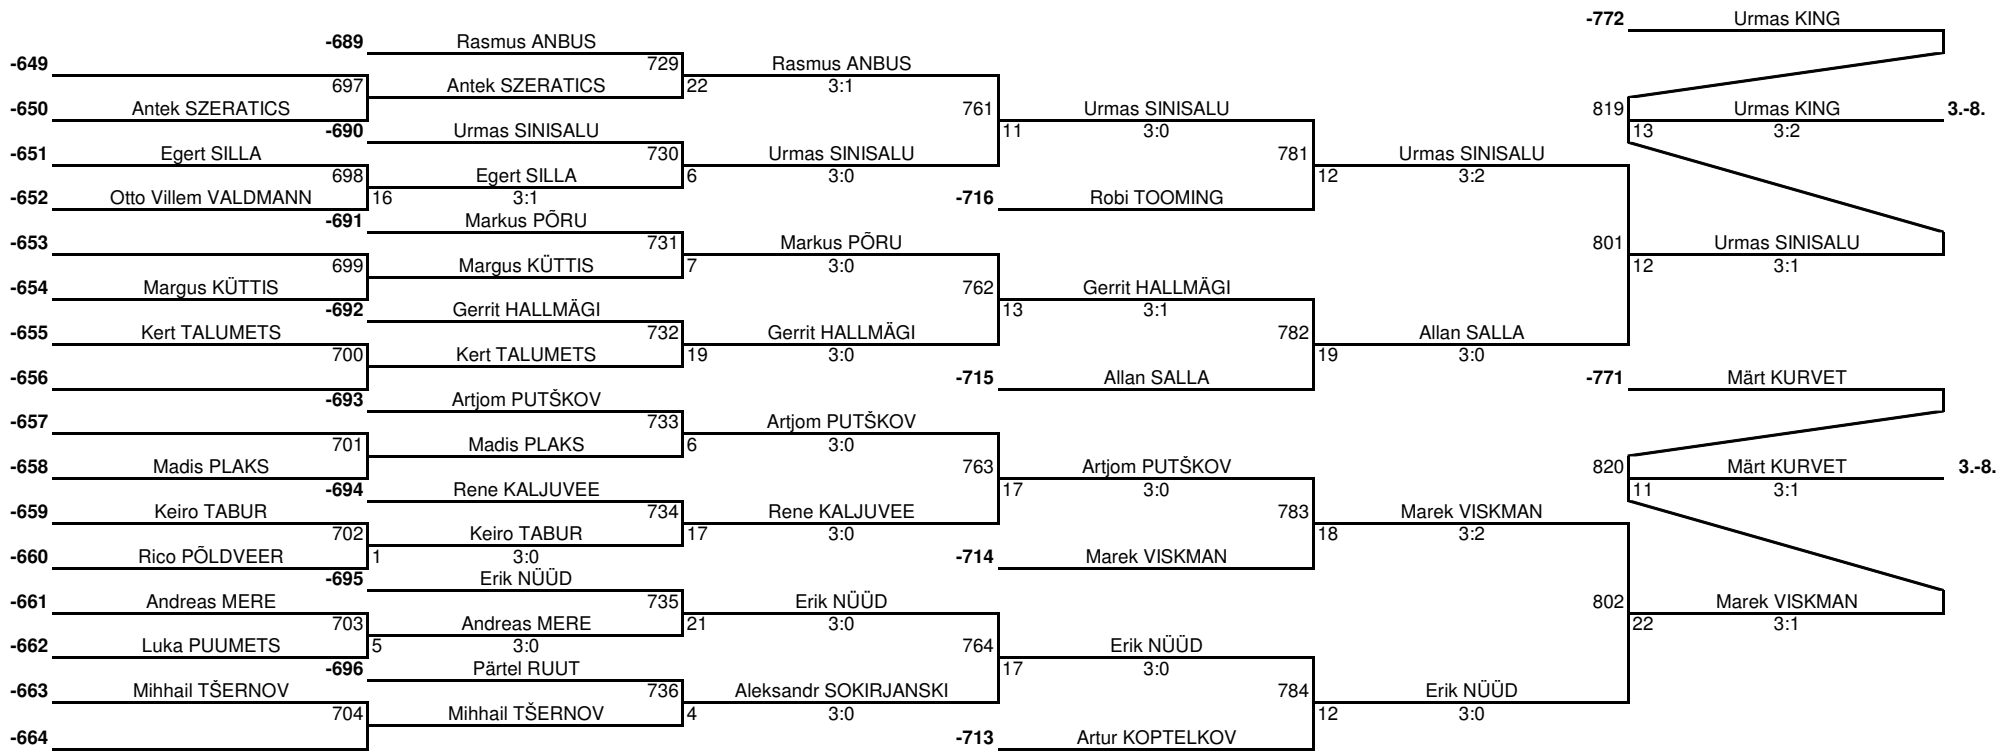 -772 Urmas KING
-689 Rasmus ANBUS
-649 729 Rasmus ANBUS
697 Antek SZERATICS 22 3:1
-650 Antek SZERATICS 761 Urmas SINISALU 819 Urmas KING 3.-8.
-690 Urmas SINISALU 11 3:0 13 3:2
-651 Egert SILLA 730 Urmas SINISALU 781 Urmas SINISALU
698 Egert SILLA 6 3:0 12 3:2
-652 Otto Villem VALDMANN 16 3:1 -716 Robi TOOMING
-691 Markus PÕRU
-653 731 Markus PÕRU 801 Urmas SINISALU
699 Margus KÜTTIS 7 3:0 12 3:1
-654 Margus KÜTTIS 762 Gerrit HALLMÄGI
-692 Gerrit HALLMÄGI 13 3:1
-655 Kert TALUMETS 732 Gerrit HALLMÄGI 782 Allan SALLA
700 Kert TALUMETS 19 3:0 19 3:0
-656 -715 Allan SALLA -771 Märt KURVET
-693 Artjom PUTŠKOV
-657 733 Artjom PUTŠKOV
701 Madis PLAKS 6 3:0
-658 Madis PLAKS 763 Artjom PUTŠKOV 820 Märt KURVET 3.-8.
-694 Rene KALJUVEE 17 3:0 11 3:1
-659 Keiro TABUR 734 Rene KALJUVEE 783 Marek VISKMAN
702 Keiro TABUR 17 3:0 18 3:2
-660 Rico PÕLDVEER 1 3:0 -714 Marek VISKMAN
-695 Erik NÜÜD
-661 Andreas MERE 735 Erik NÜÜD 802 Marek VISKMAN
703 Andreas MERE 21 3:0 22 3:1
-662 Luka PUUMETS 5 3:0 764 Erik NÜÜD
-696 Pärtel RUUT 17 3:0
-663 Mihhail TŠERNOV 736 Aleksandr SOKIRJANSKI 784 Erik NÜÜD
704 Mihhail TŠERNOV 4 3:0 12 3:0
-664 -713 Artur KOPTELKOV